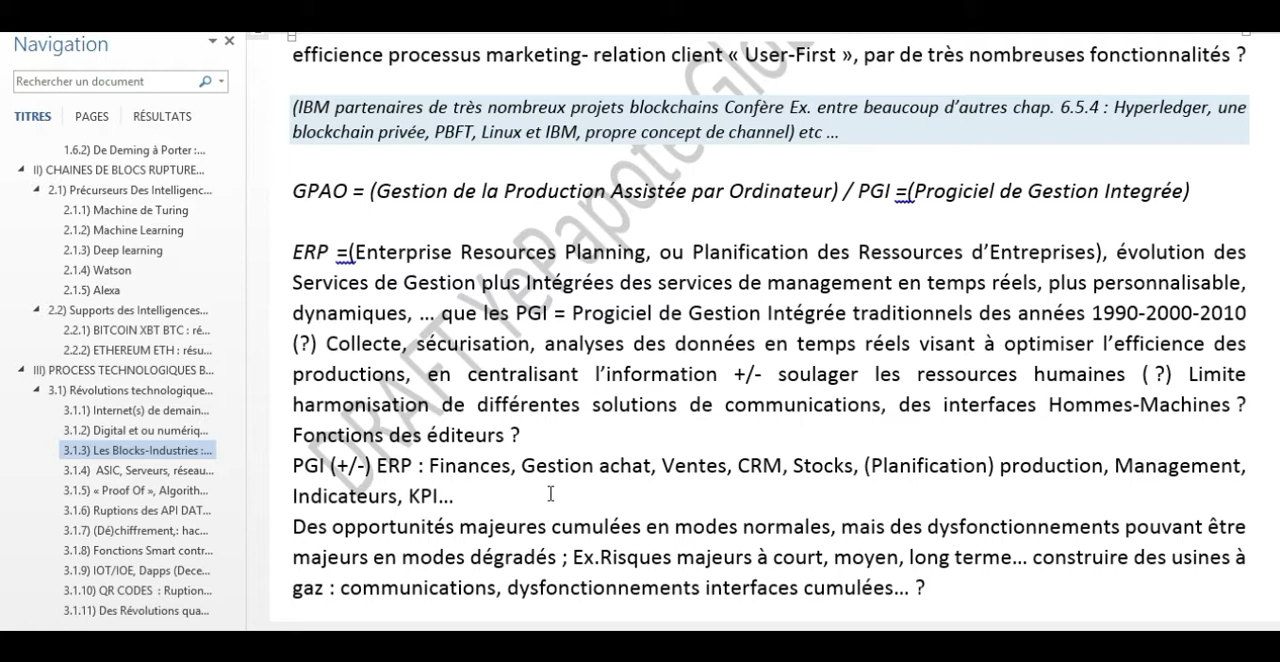 Navigation
Rechercher un document
TITRES PAGES RÉSULTATS
1.6.2) De Deming à Porter :...
II) CHAINES DE BLOCS RUPTURE...
2.1) Précurseurs Des Intelligenc...
2.1.1) Machine de Turing
2.1.2) Machine Learning
2.1.3) Deep learning
2.1.4) Watson
2.1.5) Alexa
2.2) Supports des Intelligences...
2.2.1) BITCOIN XBT BTC : ré...
2.2.2) ETHEREUM ETH : résu...
III) PROCESS TECHNOLOGIQUES B...
3.1) Révolutions technologique...
3.1.1) Internet(s) de demain...
3.1.2) Digital et ou numériq...
3.1.3) Les Blocks-Industries :...
3.1.4) ASIC, Serveurs, réseau...
3.1.5) « Proof Of », Algorith...
3.1.6) Ruptions des API DAT...
3.1.7) (Dé)chiffrement,: hac...
3.1.8) Fonctions Smart contr...
3.1.9) IOT/IOE, Dapps (Dece...
3.1.10) QR CODES : Ruption...
3.1.11) Des Révolutions qua...
efficience processus marketing- relation client « User-First », par de très nombreuses fonctionnalités ?
(IBM partenaires de très nombreux projets blockchains Confère Ex. entre beaucoup d’autres chap. 6.5.4 : Hyperledger, une
blockchain privée, PBFT, Linux et IBM, propre concept de channel) etc ...
GPAO = (Gestion de la Production Assistée par Ordinateur) / PGI =(Progiciel de Gestion Integrée)
ERP =(Enterprise Resources Planning, ou Planification des Ressources d’Entreprises), évolution des
Services de Gestion plus Intégrées des services de management en temps réels, plus personnalisable,
dynamiques, ... que les PGI = Progiciel de Gestion Intégrée traditionnels des années 1990-2000-2010
(?) Collecte, sécurisation, analyses des données en temps réels visant à optimiser l’efficience des
productions, en centralisant l’information +/- soulager les ressources humaines (?) Limite
harmonisation de différentes solutions de communications, des interfaces Hommes-Machines ?
Fonctions des éditeurs ?
PGI (+/-) ERP : Finances, Gestion achat, Ventes, CRM, Stocks, (Planification) production, Management,
Indicateurs, KPI...
Des opportunités majeures cumulées en modes normales, mais des dysfonctionnements pouvant être
majeurs en modes dégradés ; Ex.Risques majeurs à court, moyen, long terme... construire des usines à
gaz : communications, dysfonctionnements interfaces cumulées... ?
DRAFT YePapote